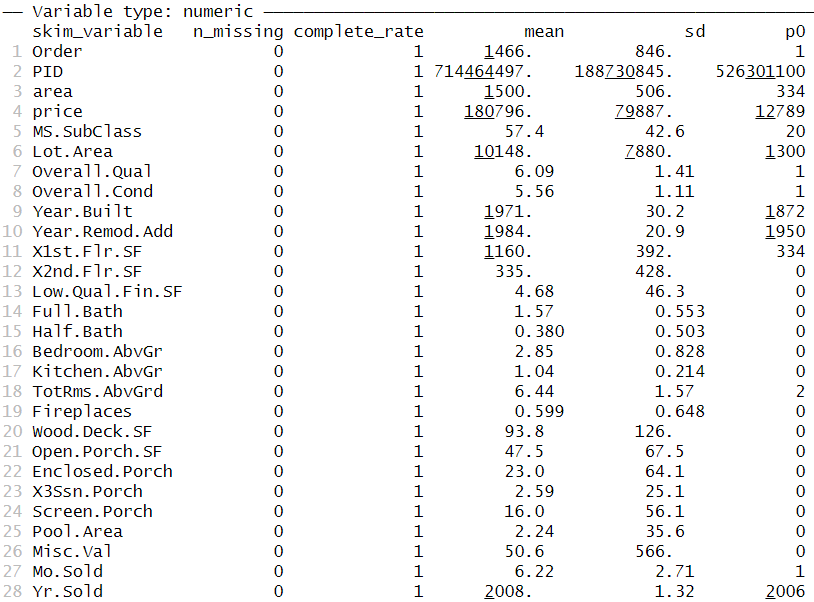 ── Variable type: numeric ──────────────────────────────
skim_variable n_missing complete_rate mean sd p0
1 Order 0 1 1466. 846. 1
2 PID 0 1 714464497. 188730845. 526301100
3 area 0 1 1500. 506. 334
4 price 0 1 180796. 79887. 12789
5 MS.SubClass 0 1 57.4 42.6 20
6 Lot.Area 0 1 10148. 7880. 1300
7 Overall.Qual 0 1 6.09 1.41 1
8 Overall.Cond 0 1 5.56 1.11 1
9 Year.Built 0 1 1971. 30.2 1872
10 Year.Remod.Add 0 1 1984. 20.9 1950
11 X1st.Flr.SF 0 1 1160. 392. 334
12 X2nd.Flr.SF 0 1 335. 428. 0
13 Low.Qual.Fin.SF 0 1 4.68 46.3 0
14 Full.Bath 0 1 1.57 0.553 0
15 Half.Bath 0 1 0.380 0.503 0
16 Bedroom.AbvGr 0 1 2.85 0.828 0
17 Kitchen.AbvGr 0 1 1.04 0.214 0
18 TotRms.AbvGrd 0 1 6.44 1.57 2
19 Fireplaces 0 1 0.599 0.648 0
20 Wood.Deck.SF 0 1 93.8 126. 0
21 Open.Porch.SF 0 1 47.5 67.5 0
22 Enclosed.Porch 0 1 23.0 64.1 0
23 X3Ssn.Porch 0 1 2.59 25.1 0
24 Screen.Porch 0 1 16.0 56.1 0
25 Pool.Area 0 1 2.24 35.6 0
26 Misc.Val 0 1 50.6 566. 0
27 Mo.Sold 0 1 6.22 2.71 1
28 Yr.Sold 0 1 2008. 1.32 2006